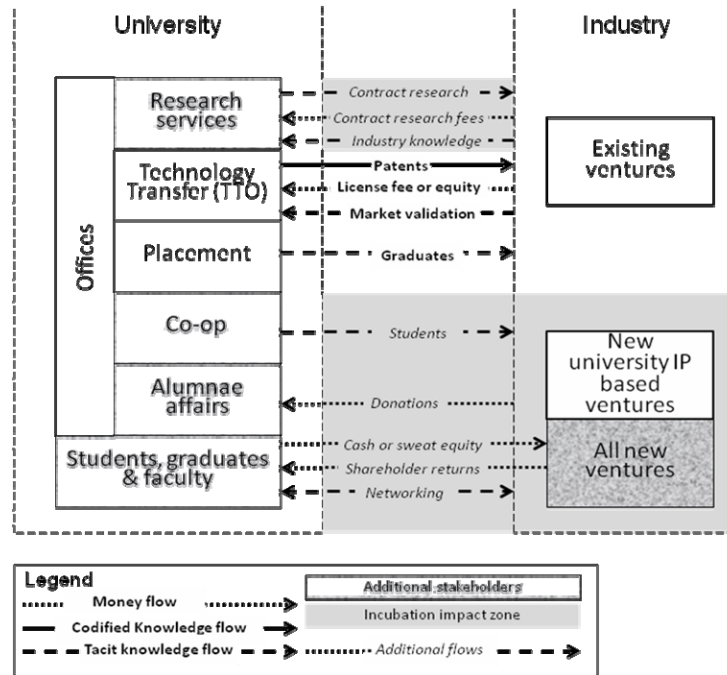 University
Industry
Offices
Research
services
Technology
Transfer (TTO)
Placement
Co-op
Alumnae
affairs
Students, graduates
& faculty
Contract research
Contract research fees
Industry knowledge
Patents
License fee or equity
Market validation
Graduates
Students
Donations
Cash or sweat equity
Shareholder returns
Networking
Existing
ventures
New
university IP
based
ventures
All new
ventures
Legend
Money flow
Codified Knowledge flow
Tacit knowledge flow
Additional stakeholders
Incubation impact zone
Additional flows